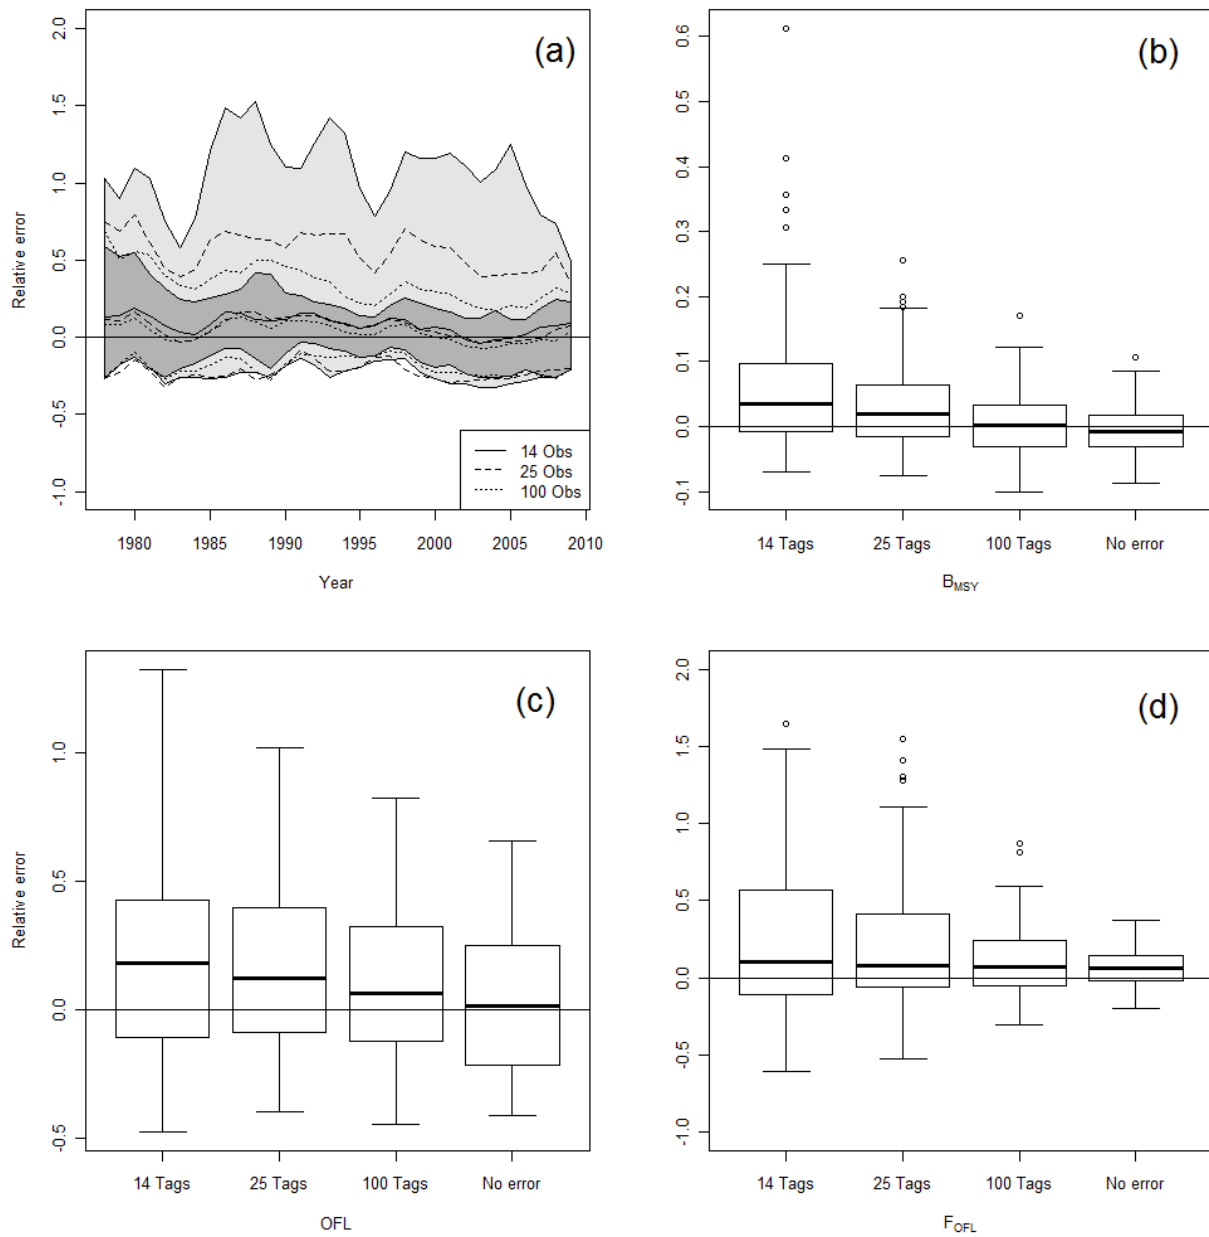 (a)
2.0
1.5
1.0
0.5
0.0
-0.5
-1.0
Relative error
14 Obs
25 Obs
100 Obs
1980 1985 1990 1995 2000 2005 2010
Year
(b)
0.6
0.5
0.4
0.3
0.2
0.1
0.0
-0.1
14 Tags 25 Tags 100 Tags No error
BMSY
(c)
1.0
0.5
0.0
-0.5
Relative error
14 Tags 25 Tags 100 Tags No error
OFL
(d)
2.0
1.5
1.0
0.5
0.0
-0.5
-1.0
14 Tags 25 Tags 100 Tags No error
FOFL